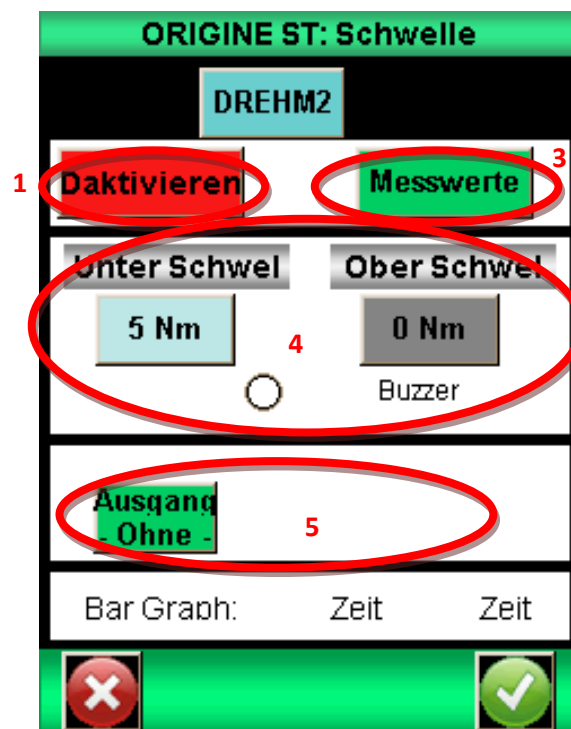 ORIGINE ST: Schwelle
DREHM2
1
Daktivieren
Messwerte
3
Unter Schwel
Ober Schwel
5 Nm
4
0 Nm
Buzzer
Ausgang
- Ohne -
5
Bar Graph:
Zeit
Zeit